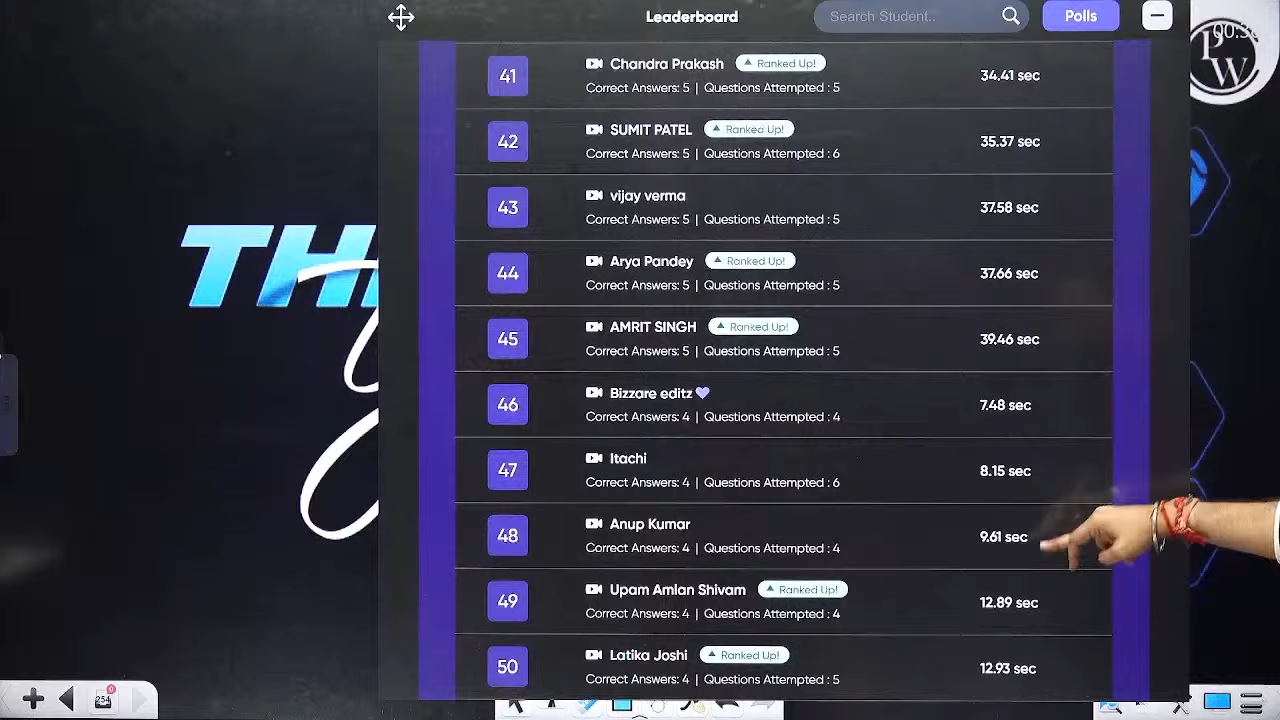 Leaderboard
Search Student..
Polls
PW
TH
41
Chandra Prakash Ranked Up!
Correct Answers: 5 | Questions Attempted : 5
34.41 sec
42
SUMIT PATEL Ranked Up!
Correct Answers: 5 | Questions Attempted : 6
35.37 sec
43
vijay verma
Correct Answers: 5 | Questions Attempted : 5
37.58 sec
44
Arya Pandey Ranked Up!
Correct Answers: 5 | Questions Attempted : 5
37.66 sec
45
AMRIT SINGH Ranked Up!
Correct Answers: 5 | Questions Attempted : 5
39.46 sec
46
Bizzare editz💜
Correct Answers: 4 | Questions Attempted : 4
7.48 sec
47
Itachi
Correct Answers: 4 | Questions Attempted : 6
8.15 sec
48
Anup Kumar
Correct Answers: 4 | Questions Attempted : 4
9.61 sec
49
Upam Amlan Shivam Ranked Up!
Correct Answers: 4 | Questions Attempted : 4
12.89 sec
50
Latika Joshi Ranked Up!
Correct Answers: 4 | Questions Attempted : 5
12.93 sec
254
0